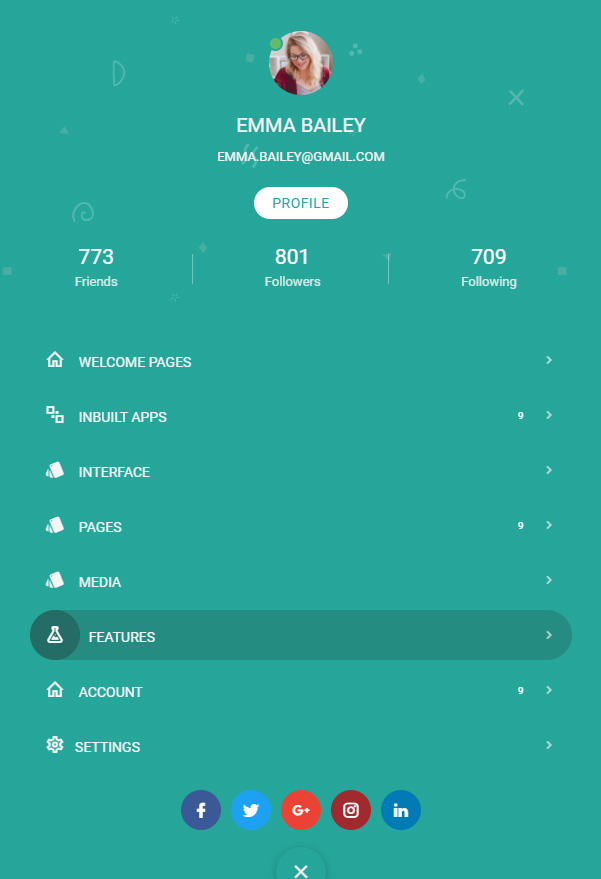 EMMA BAILEY
EMMA.BAILEY@GMAIL.COM
PROFILE
773 801 709
Friends Followers Following
WELCOME PAGES
INBUILT APPS 9
INTERFACE
PAGES 9
MEDIA
FEATURES
ACCOUNT 9
SETTINGS